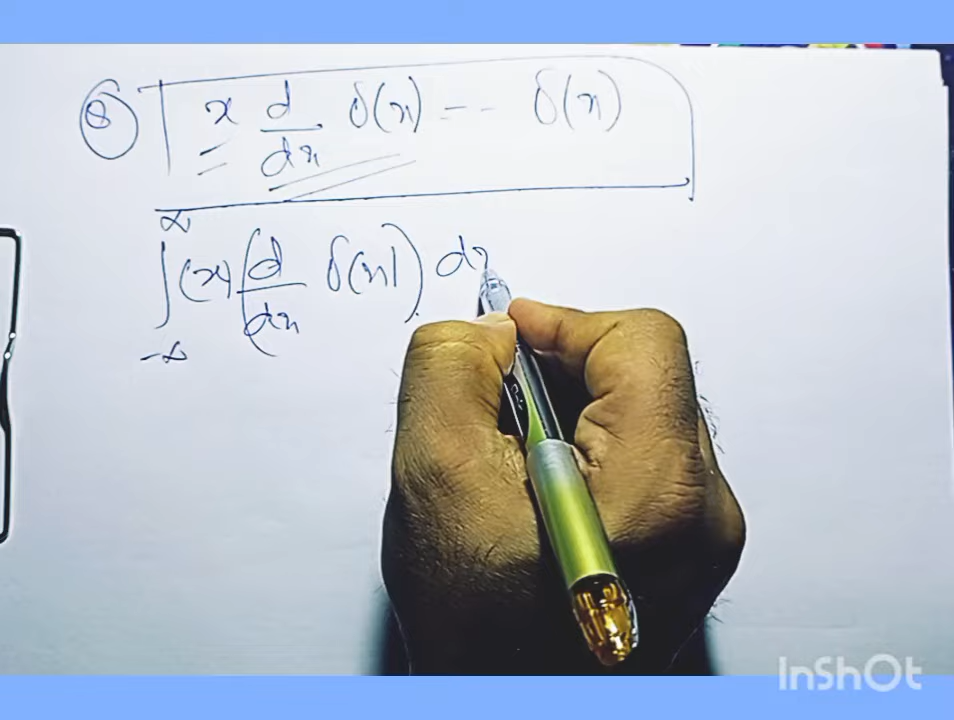 ⑧ x d/dx δ(x) = - δ(x)
∫_{-∞}^{∞} (x) (d/dx δ(x)) dx
InShOt